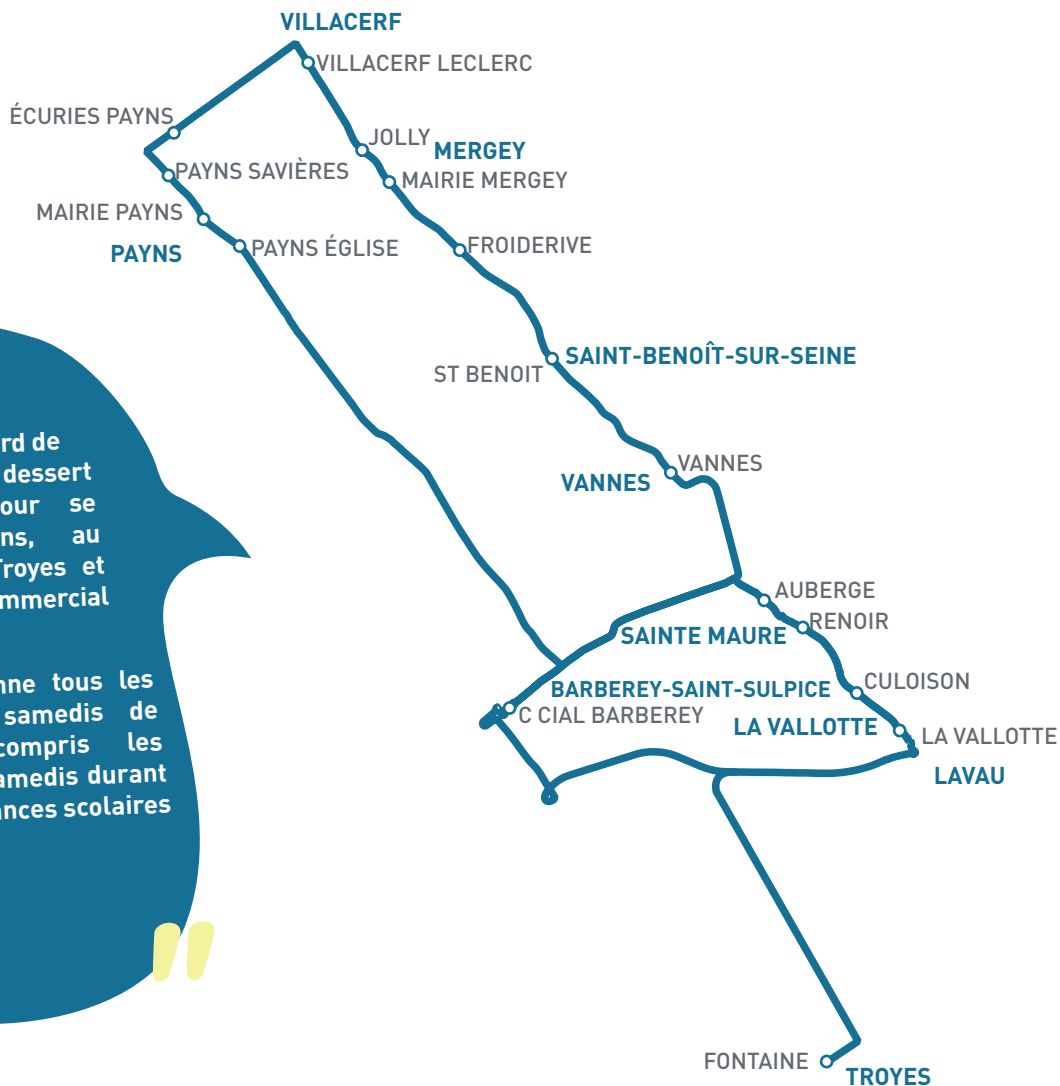 VILLACERF
VILLACERF LECLERC
ÉCURIES PAYNS
JOLLY
MERGEY
PAYNS SAVIÈRES
MAIRIE MERGEY
MAIRIE PAYNS
PAYNS
PAYNS ÉGLISE
FROIDERIVE
SAINT-BENOÎT-SUR-SEINE
ST BENOIT
VANNES
VANNES
AUBERGE
RENOIR
SAINTE MAURE
CULOISON
BARBEREY-SAINT-SULPICE
C CIAL BARBEREY
LA VALLOTTE
LA VALLOTTE
LAVAU
FONTAINE
TROYES
rd de
dessert
our se
ns, au
Troyes et
mmercial
nne tous les
samedis de
compris les
amedis durant
nces scolaires